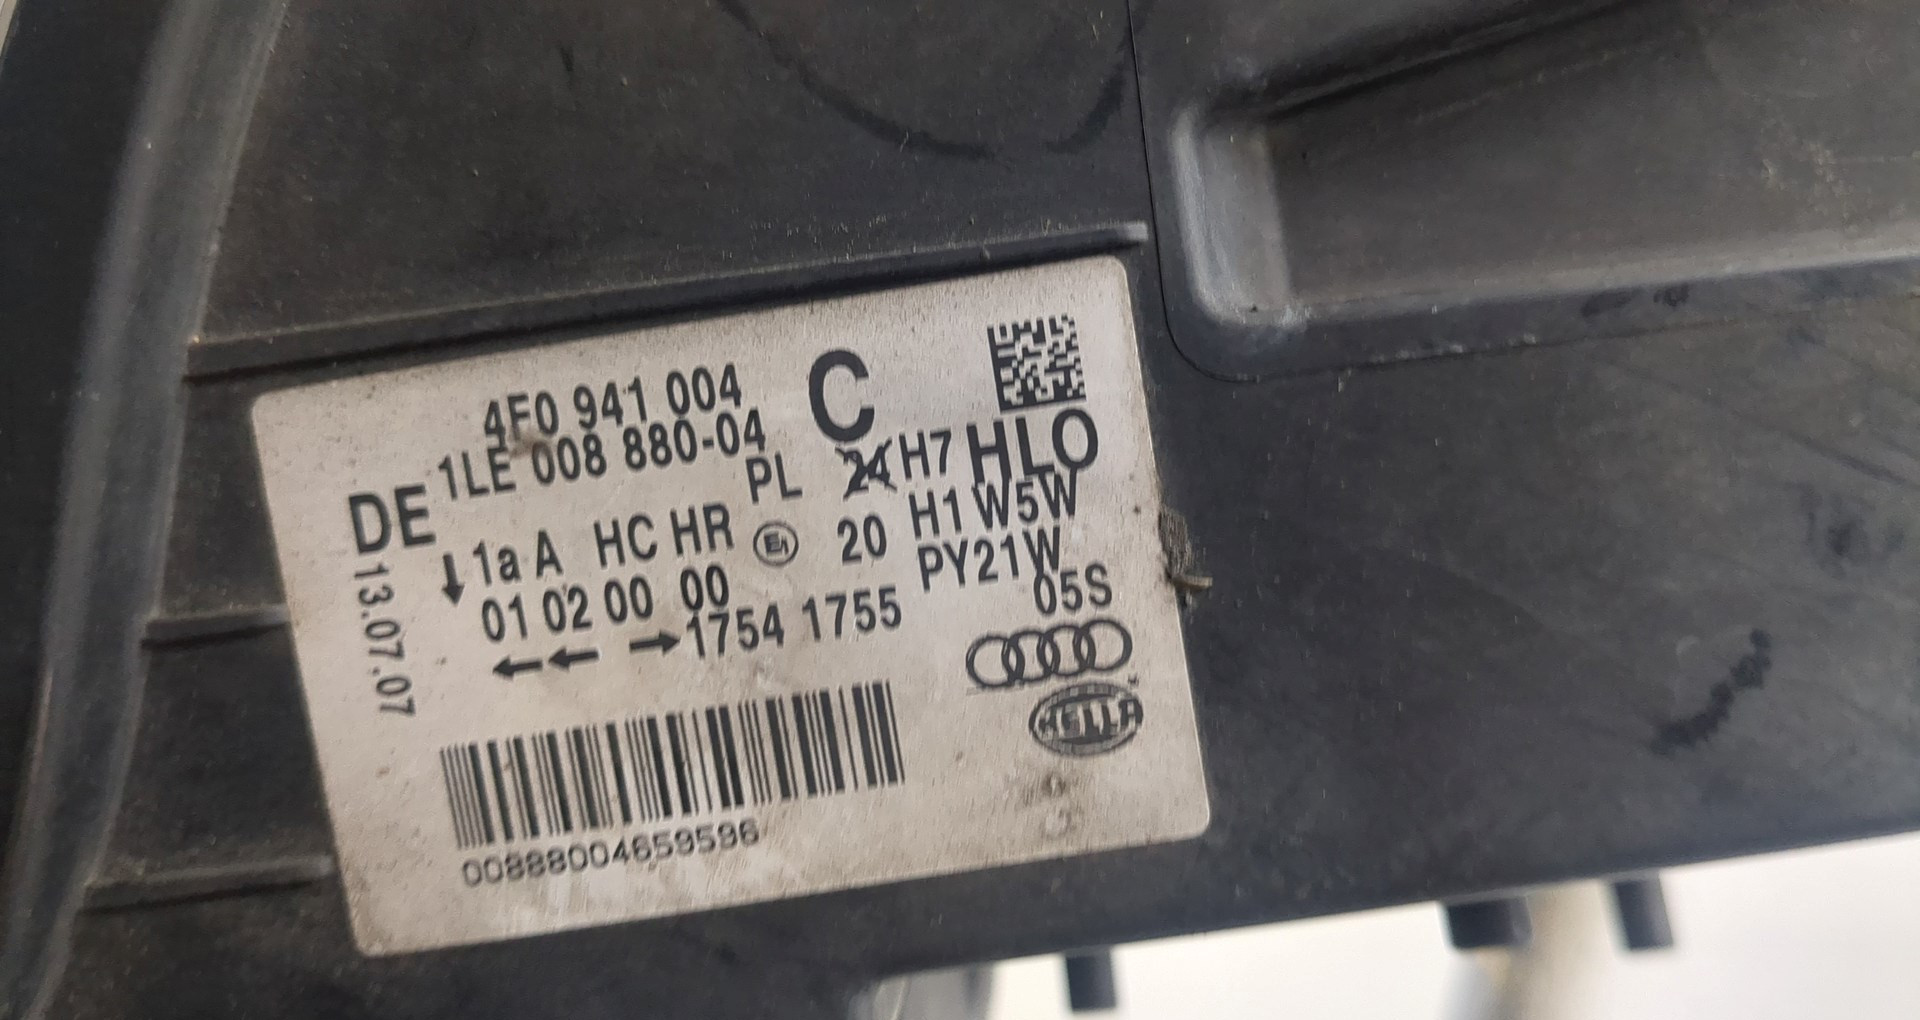 4F0 941 004 C
1LE 008 880-04
DE PL 24 H7 HLO
1a A HC HR E1 20 H1 W5W
01 02 00 00 PY21W
1754 1755 05S
13.07.07
HELLA
00888004659596